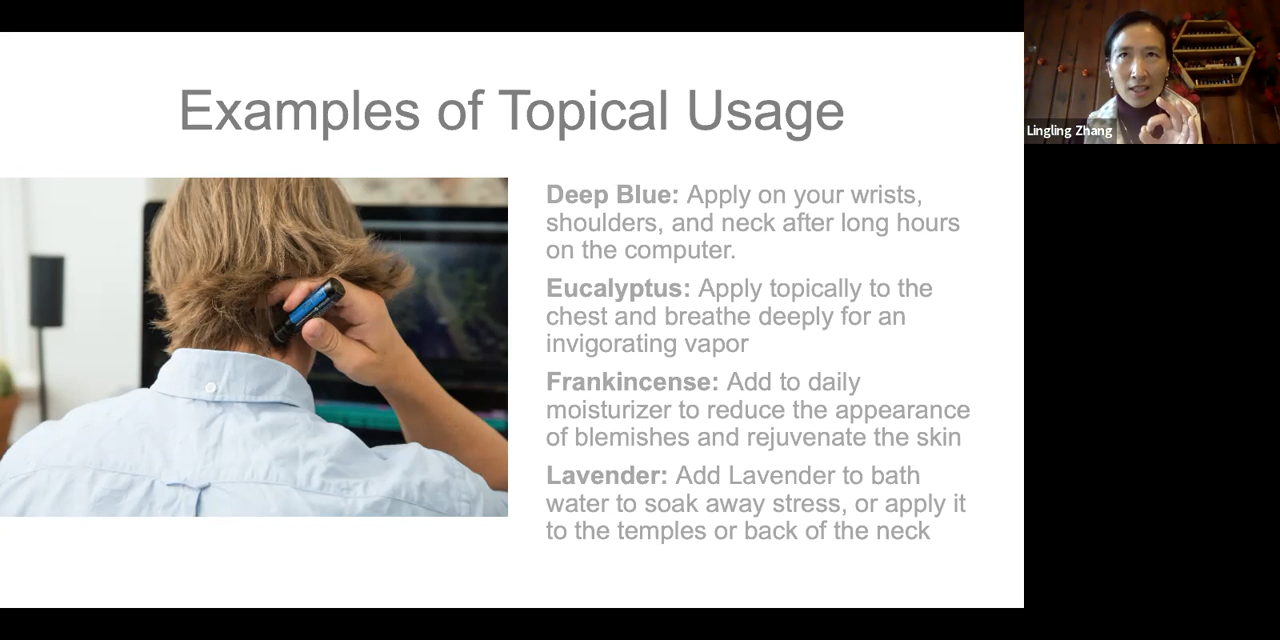 Examples of Topical Usage
Deep Blue: Apply on your wrists,
shoulders, and neck after long hours
on the computer.
Eucalyptus: Apply topically to the
chest and breathe deeply for an
invigorating vapor
Frankincense: Add to daily
moisturizer to reduce the appearance
of blemishes and rejuvenate the skin
Lavender: Add Lavender to bath
water to soak away stress, or apply it
to the temples or back of the neck
Lingling Zhang